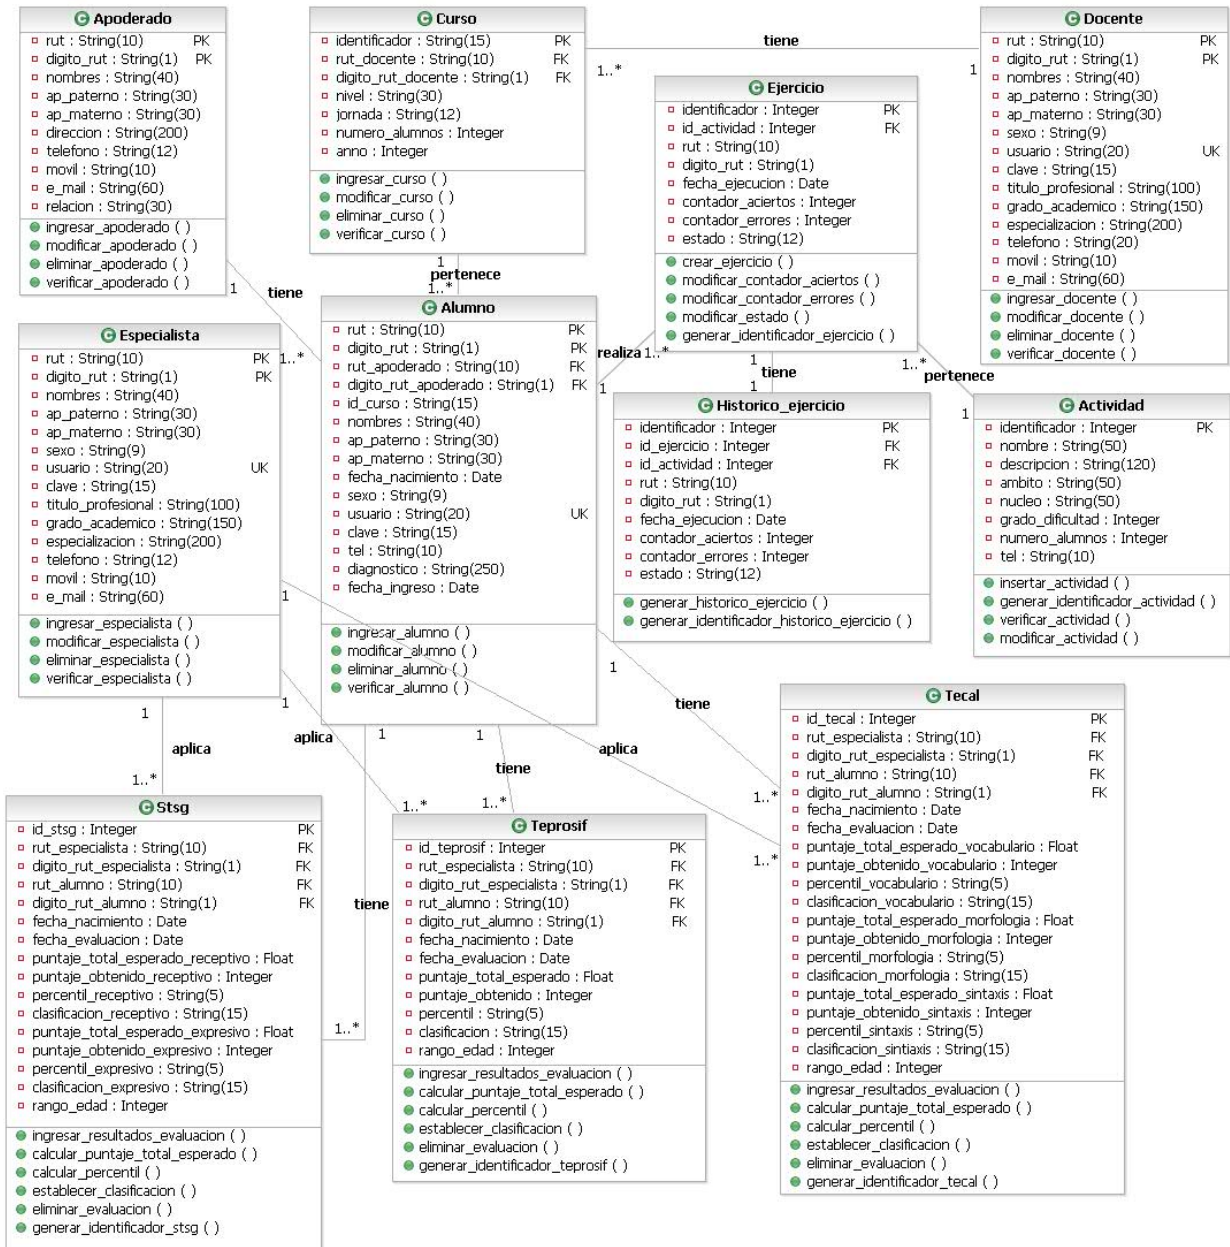 Apoderado
rut : String(10) PK
digito_rut : String(1) PK
nombres : String(40)
ap_paterno : String(30)
ap_materno : String(30)
direccion : String(200)
telefono : String(12)
movil : String(10)
e_mail : String(60)
relacion : String(30)
ingresar_apoderado ( )
modificar_apoderado ( )
eliminar_apoderado ( )
verificar_apoderado ( )
1
tiene
1..*
Curso
identificador : String(15) PK
rut_docente : String(10) FK
digito_rut_docente : String(1) FK
nivel : String(30)
jornada : String(12)
numero_alumnos : Integer
anno : Integer
ingresar_curso ( )
modificar_curso ( )
eliminar_curso ( )
verificar_curso ( )
1
pertenece
1..*
tiene
1..*
1
Docente
rut : String(10) PK
digito_rut : String(1) PK
nombres : String(40)
ap_paterno : String(30)
ap_materno : String(30)
sexo : String(9)
usuario : String(20) UK
clave : String(15)
titulo_profesional : String(100)
grado_academico : String(150)
especializacion : String(200)
telefono : String(20)
movil : String(10)
e_mail : String(60)
ingresar_docente ( )
modificar_docente ( )
eliminar_docente ( )
verificar_docente ( )
Ejercicio
identificador : Integer PK
id_actividad : Integer FK
rut : String(10)
digito_rut : String(1)
fecha_ejecucion : Date
contador_aciertos : Integer
contador_errores : Integer
estado : String(12)
crear_ejercicio ( )
modificar_contador_aciertos ( )
modificar_contador_errores ( )
modificar_estado ( )
generar_identificador_ejercicio ( )
realiza 1..*
1
1
tiene
1
1..*
pertenece
1
Especialista
rut : String(10) PK
digito_rut : String(1) PK
nombres : String(40)
ap_paterno : String(30)
ap_materno : String(30)
sexo : String(9)
usuario : String(20) UK
clave : String(15)
titulo_profesional : String(100)
grado_academico : String(150)
especializacion : String(200)
telefono : String(12)
movil : String(10)
e_mail : String(60)
ingresar_especialista ( )
modificar_especialista ( )
eliminar_especialista ( )
verificar_especialista ( )
Alumno
rut : String(10) PK
digito_rut : String(1) PK
rut_apoderado : String(10) FK
digito_rut_apoderado : String(1) FK
id_curso : String(15)
nombres : String(40)
ap_paterno : String(30)
ap_materno : String(30)
fecha_nacimiento : Date
sexo : String(9)
usuario : String(20) UK
clave : String(15)
tel : String(10)
diagnostico : String(250)
fecha_ingreso : Date
ingresar_alumno ( )
modificar_alumno ( )
eliminar_alumno ( )
verificar_alumno ( )
Historico_ejercicio
identificador : Integer PK
id_ejercicio : Integer FK
id_actividad : Integer FK
rut : String(10)
digito_rut : String(1)
fecha_ejecucion : Date
contador_aciertos : Integer
contador_errores : Integer
estado : String(12)
generar_historico_ejercicio ( )
generar_identificador_historico_ejercicio ( )
Actividad
identificador : Integer PK
nombre : String(50)
descripcion : String(120)
ambito : String(50)
nucleo : String(50)
grado_dificultad : Integer
numero_alumnos : Integer
tel : String(10)
insertar_actividad ( )
generar_identificador_actividad ( )
verificar_actividad ( )
modificar_actividad ( )
1
aplica
1..*
1
aplica
1..*
1
aplica
1..*
1
tiene
1..*
1
tiene
1..*
1
tiene
1..*
Stsg
id_stsg : Integer PK
rut_especialista : String(10) FK
digito_rut_especialista : String(1) FK
rut_alumno : String(10) FK
digito_rut_alumno : String(1) FK
fecha_nacimiento : Date
fecha_evaluacion : Date
puntaje_total_esperado_receptivo : Float
puntaje_obtenido_receptivo : Integer
percentil_receptivo : String(5)
clasificacion_receptivo : String(15)
puntaje_total_esperado_expresivo : Float
puntaje_obtenido_expresivo : Integer
percentil_expresivo : String(5)
clasificacion_expresivo : String(15)
rango_edad : Integer
ingresar_resultados_evaluacion ( )
calcular_puntaje_total_esperado ( )
calcular_percentil ( )
establecer_clasificacion ( )
eliminar_evaluacion ( )
generar_identificador_stsg ( )
Teprosif
id_teprosif : Integer PK
rut_especialista : String(10) FK
digito_rut_especialista : String(1) FK
rut_alumno : String(10) FK
digito_rut_alumno : String(1) FK
fecha_nacimiento : Date
fecha_evaluacion : Date
puntaje_total_esperado : Float
puntaje_obtenido : Integer
percentil : String(5)
clasificacion : String(15)
rango_edad : Integer
ingresar_resultados_evaluacion ( )
calcular_puntaje_total_esperado ( )
calcular_percentil ( )
establecer_clasificacion ( )
eliminar_evaluacion ( )
generar_identificador_teprosif ( )
Tecal
id_tecal : Integer PK
rut_especialista : String(10) FK
digito_rut_especialista : String(1) FK
rut_alumno : String(10) FK
digito_rut_alumno : String(1) FK
fecha_nacimiento : Date
fecha_evaluacion : Date
puntaje_total_esperado_vocabulario : Float
puntaje_obtenido_vocabulario : Integer
percentil_vocabulario : String(5)
clasificacion_vocabulario : String(15)
puntaje_total_esperado_morfologia : Float
puntaje_obtenido_morfologia : Integer
percentil_morfologia : String(5)
clasificacion_morfologia : String(15)
puntaje_total_esperado_sintaxis : Float
puntaje_obtenido_sintaxis : Integer
percentil_sintaxis : String(5)
clasificacion_sintiaxis : String(15)
rango_edad : Integer
ingresar_resultados_evaluacion ( )
calcular_puntaje_total_esperado ( )
calcular_percentil ( )
establecer_clasificacion ( )
eliminar_evaluacion ( )
generar_identificador_tecal ( )